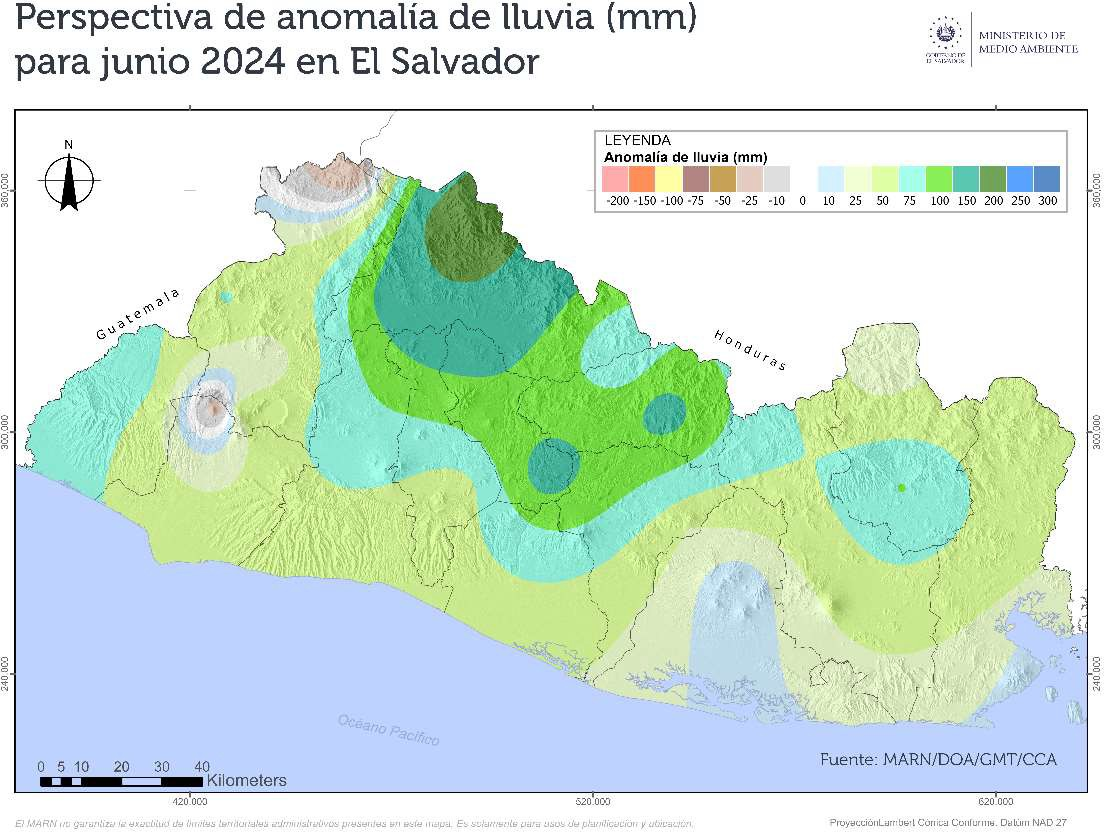 Perspectiva de anomalía de lluvia (mm)
para junio 2024 en El Salvador
GOBIERNO DE
EL SALVADOR
MINISTERIO DE
MEDIO AMBIENTE
N
LEYENDA
Anomalía de lluvia (mm)
-200 -150 -100 -75 -50 -25 -10 0 10 25 50 75 100 150 200 250 300
360.000
360.000
Guatemala
Honduras
300.000
300.000
240.000
240.000
Océano Pacífico
Fuente: MARN/DOA/GMT/CCA
0 5 10 20 30 40
Kilometers
420.000 520.000 620.000
El MARN no garantiza la exactitud de límites territoriales administrativos presentes en este mapa. Es solamente para usos de planificación y ubicación.
ProyecciónLambert Cónica Conforme. Datúm NAD 27